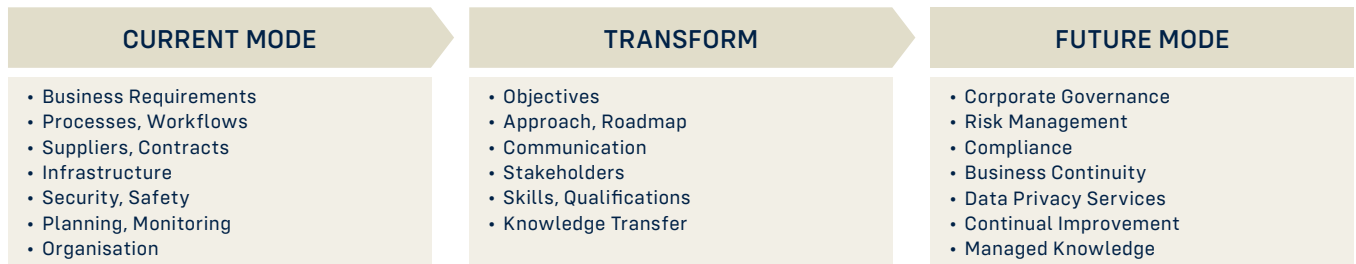 CURRENT MODE
• Business Requirements
• Processes, Workflows
• Suppliers, Contracts
• Infrastructure
• Security, Safety
• Planning, Monitoring
• Organisation
TRANSFORM
• Objectives
• Approach, Roadmap
• Communication
• Stakeholders
• Skills, Qualifications
• Knowledge Transfer
FUTURE MODE
• Corporate Governance
• Risk Management
• Compliance
• Business Continuity
• Data Privacy Services
• Continual Improvement
• Managed Knowledge